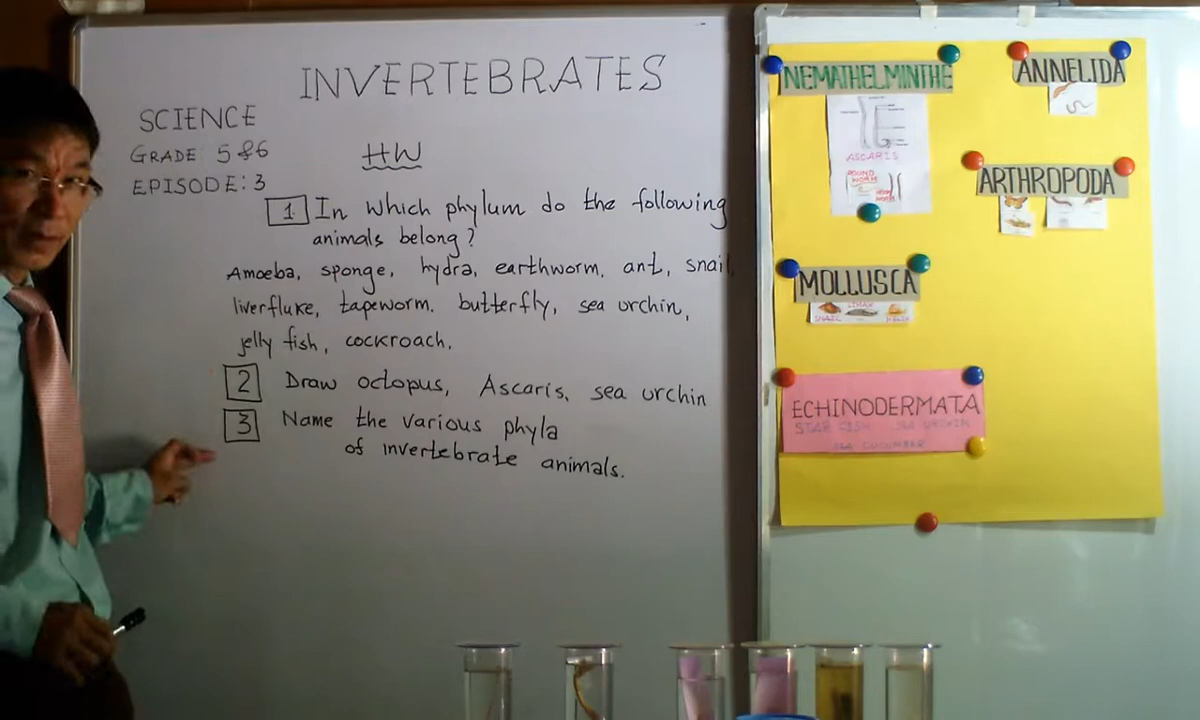 INVERTEBRATES
SCIENCE
GRADE 5 & 6
EPISODE: 3
HW
1 In which phylum do the following
animals belong?
Amoeba, sponge, hydra, earthworm, ant, snail,
liverfluke, tapeworm. butterfly, sea urchin,
jelly fish, cockroach.
2 Draw octopus, Ascaris, sea urchin
3 Name the various phyla
of invertebrate animals.
NEMATHELMINTHE
ASCARIS
ROUND
WORM
ANNELIDA
ARTHROPODA
MOLLUSCA
LIMAX
SNAIL
ECHINODERMATA
STAR FISH SEA URCHIN
SEA CUCUMBER